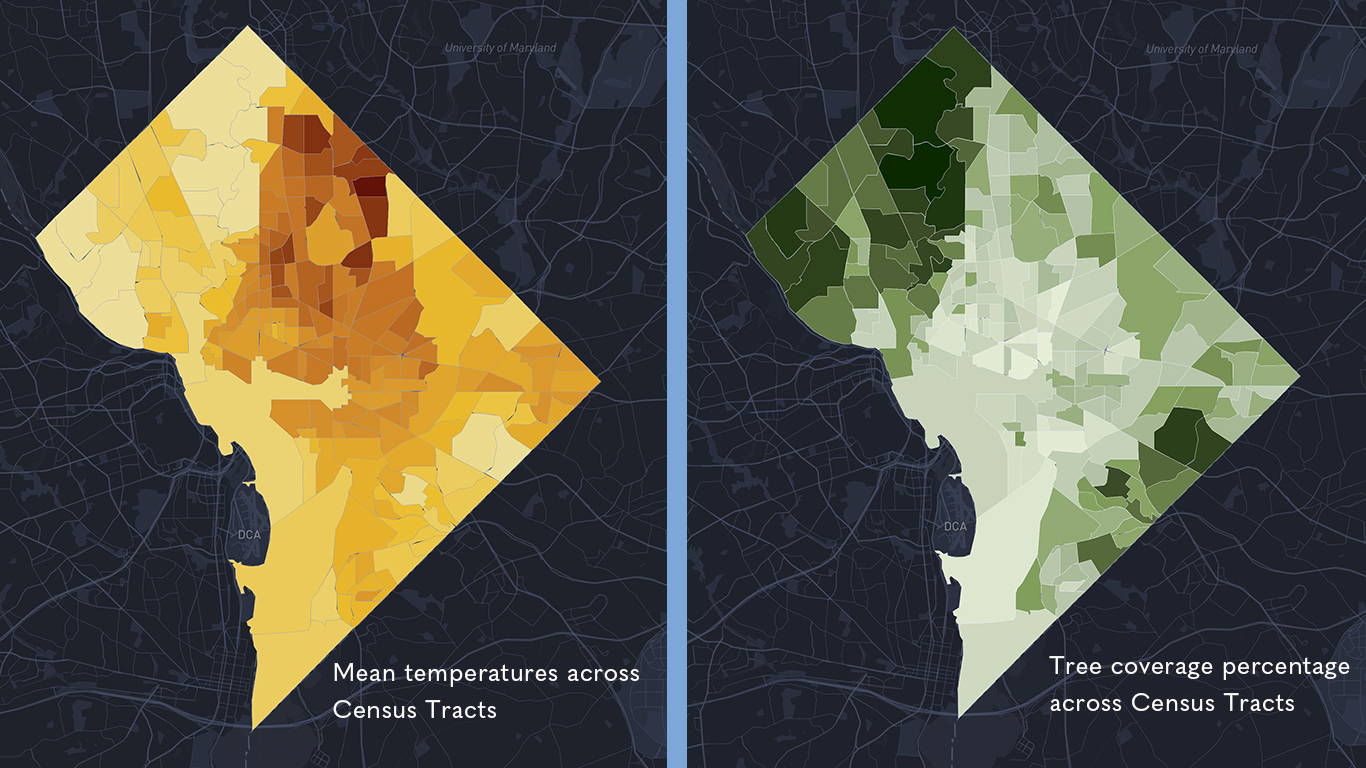 University of Maryland
DCA
Mean temperatures across
Census Tracts
University of Maryland
DCA
Tree coverage percentage
across Census Tracts